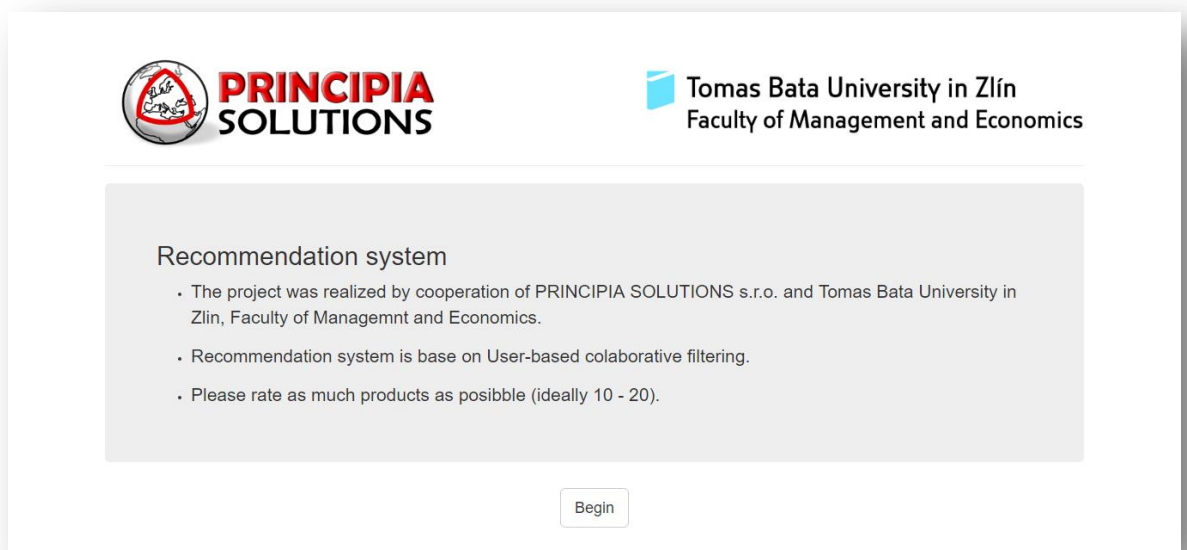 PRINCIPIA
SOLUTIONS
Tomas Bata University in Zlín
Faculty of Management and Economics
Recommendation system
• The project was realized by cooperation of PRINCIPIA SOLUTIONS s.r.o. and Tomas Bata University in
Zlin, Faculty of Managemnt and Economics.
• Recommendation system is base on User-based colaborative filtering.
• Please rate as much products as posibble (ideally 10 - 20).
Begin